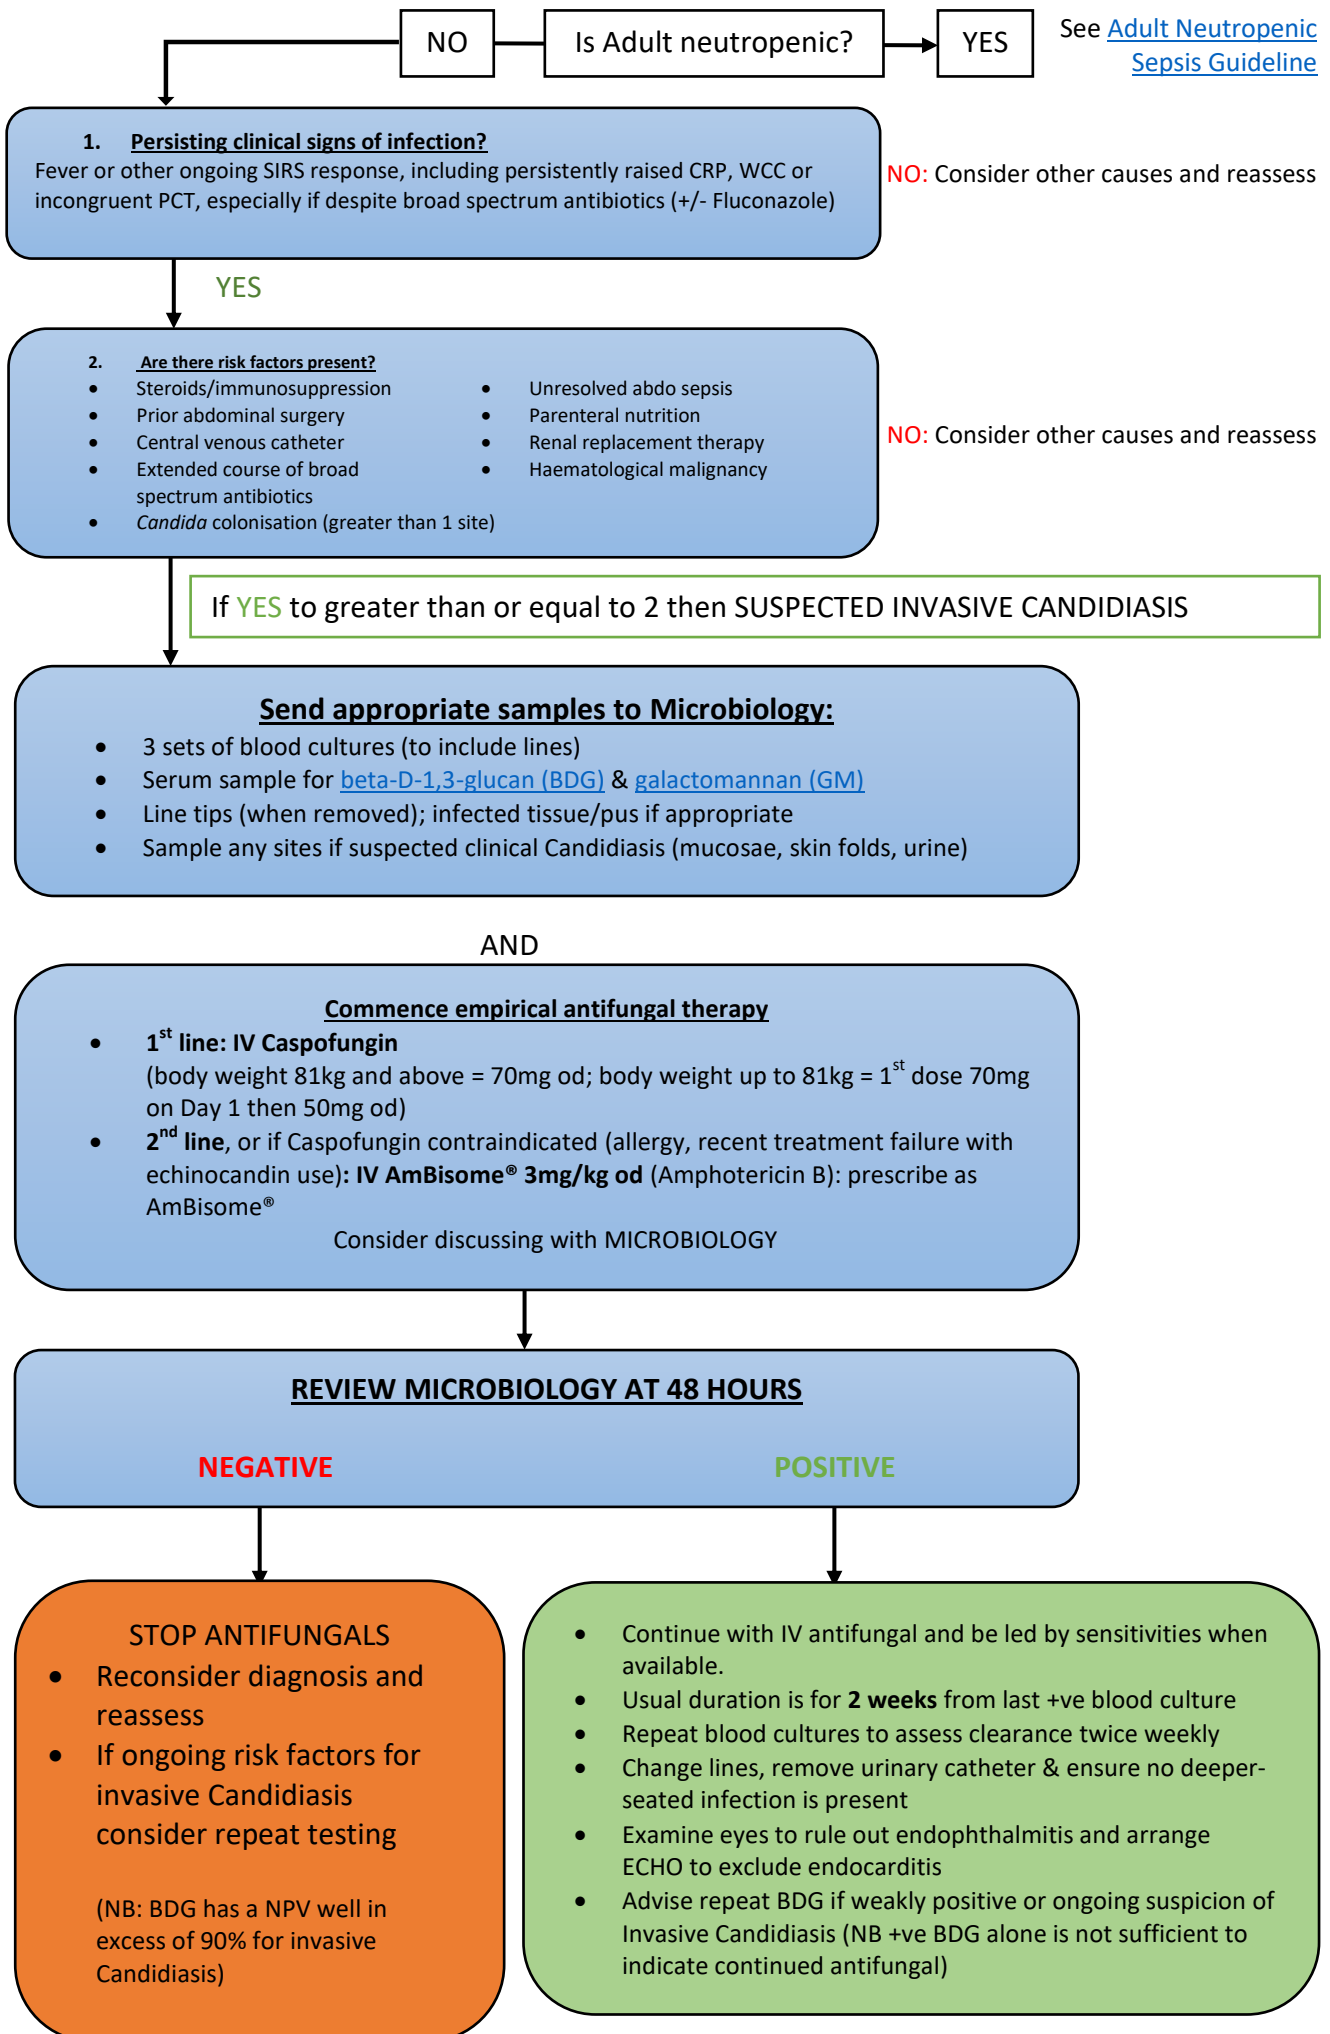 NO
Is Adult neutropenic?
YES
See Adult Neutropenic
Sepsis Guideline
1. Persisting clinical signs of infection?
Fever or other ongoing SIRS response, including persistently raised CRP, WCC or
incongruent PCT, especially if despite broad spectrum antibiotics (+/- Fluconazole)
NO: Consider other causes and reassess
YES
2. Are there risk factors present?
• Steroids/immunosuppression
• Prior abdominal surgery
• Central venous catheter
• Extended course of broad
spectrum antibiotics
• Candida colonisation (greater than 1 site)
• Unresolved abdo sepsis
• Parenteral nutrition
• Renal replacement therapy
• Haematological malignancy
NO: Consider other causes and reassess
If YES to greater than or equal to 2 then SUSPECTED INVASIVE CANDIDIASIS
Send appropriate samples to Microbiology:
• 3 sets of blood cultures (to include lines)
• Serum sample for beta-D-1,3-glucan (BDG) & galactomannan (GM)
• Line tips (when removed); infected tissue/pus if appropriate
• Sample any sites if suspected clinical Candidiasis (mucosae, skin folds, urine)
AND
Commence empirical antifungal therapy
• 1st line: IV Caspofungin
(body weight 81kg and above = 70mg od; body weight up to 81kg = 1st dose 70mg
on Day 1 then 50mg od)
• 2nd line, or if Caspofungin contraindicated (allergy, recent treatment failure with
echinocandin use): IV AmBisome® 3mg/kg od (Amphotericin B): prescribe as
AmBisome®
Consider discussing with MICROBIOLOGY
REVIEW MICROBIOLOGY AT 48 HOURS
NEGATIVE
POSITIVE
STOP ANTIFUNGALS
• Reconsider diagnosis and
reassess
• If ongoing risk factors for
invasive Candidiasis
consider repeat testing
(NB: BDG has a NPV well in
excess of 90% for invasive
Candidiasis)
• Continue with IV antifungal and be led by sensitivities when
available.
• Usual duration is for 2 weeks from last +ve blood culture
• Repeat blood cultures to assess clearance twice weekly
• Change lines, remove urinary catheter & ensure no deeper-
seated infection is present
• Examine eyes to rule out endophthalmitis and arrange
ECHO to exclude endocarditis
• Advise repeat BDG if weakly positive or ongoing suspicion of
Invasive Candidiasis (NB +ve BDG alone is not sufficient to
indicate continued antifungal)